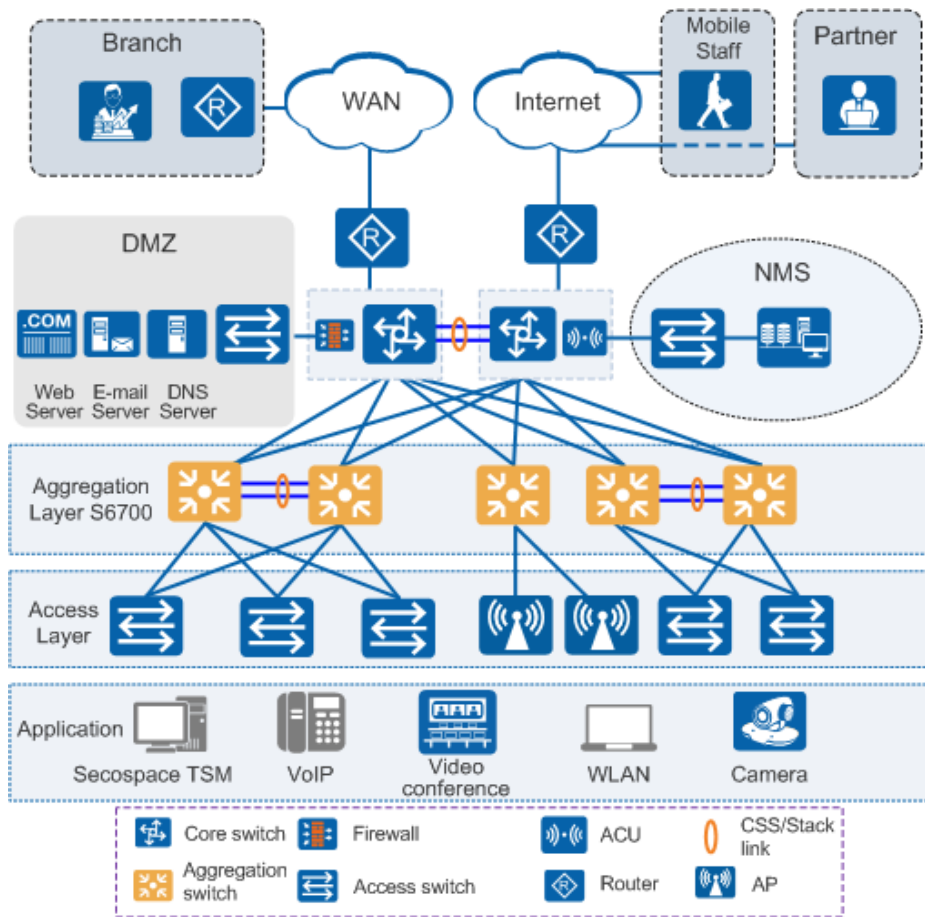 Branch
WAN
Internet
Mobile
Staff
Partner
R
R
R
DMZ
NMS
.COM
Web
Server
E-mail
Server
DNS
Server
Aggregation
Layer S6700
Access
Layer
Application
Secospace TSM
VoIP
Video
conference
WLAN
Camera
Core switch
Firewall
ACU
CSS/Stack
link
Aggregation
switch
Access switch
R
Router
AP